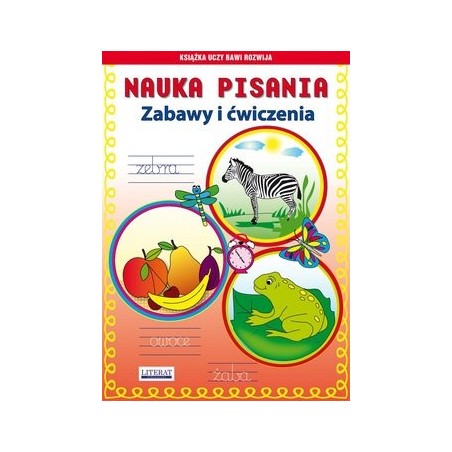 KSIĄŻKA UCZY BAWI ROZWIJA
NAUKA PISANIA
Zabawy i ćwiczenia
zebra
owoce
LITERAT
żaba